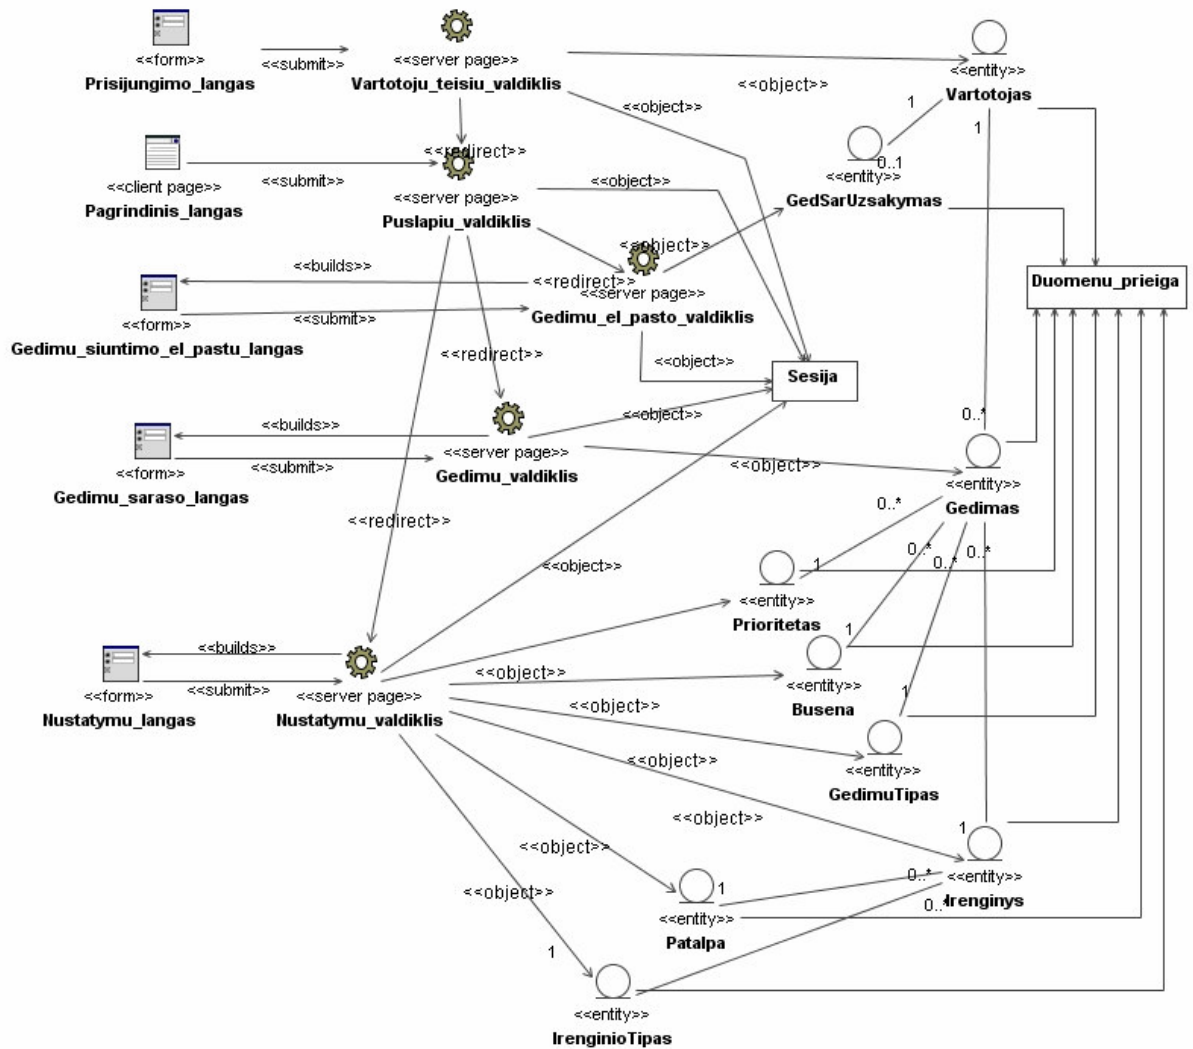 <<form>>
Prisijungimo_langas
<<submit>>
<<server page>>
Vartotoju_teisiu_valdiklis
<<object>>
<<object>>
<<entity>>
Vartotojas
1
1
<<redirect>>
<<client page>>
Pagrindinis_langas
<<submit>>
<<server page>>
Puslapiu_valdiklis
<<object>>
0..1
<<entity>>
GedSarUzsakymas
<<object>>
<<builds>>
<<redirect>>
<<server page>>
Gedimu_el_pasto_valdiklis
Duomenu_prieiga
<<form>>
Gedimu_siuntimo_el_pastu_langas
<<submit>>
<<redirect>>
<<object>>
Sesija
<<builds>>
<<object>>
0..*
<<form>>
Gedimu_saraso_langas
<<submit>>
<<server page>>
Gedimu_valdiklis
<<object>>
<<entity>>
Gedimas
<<redirect>>
0..*
0..*
0..*
0..*
<<object>>
1
<<entity>>
Prioritetas
1
<<builds>>
<<form>>
Nustatymu_langas
<<submit>>
<<server page>>
Nustatymu_valdiklis
<<object>>
<<entity>>
Busena
1
<<object>>
<<object>>
<<entity>>
GedimuTipas
<<object>>
1
<<object>>
<<object>>
0..*
<<entity>>
Irenginys
0..*
1
<<entity>>
Patalpa
1
<<entity>>
IrenginioTipas